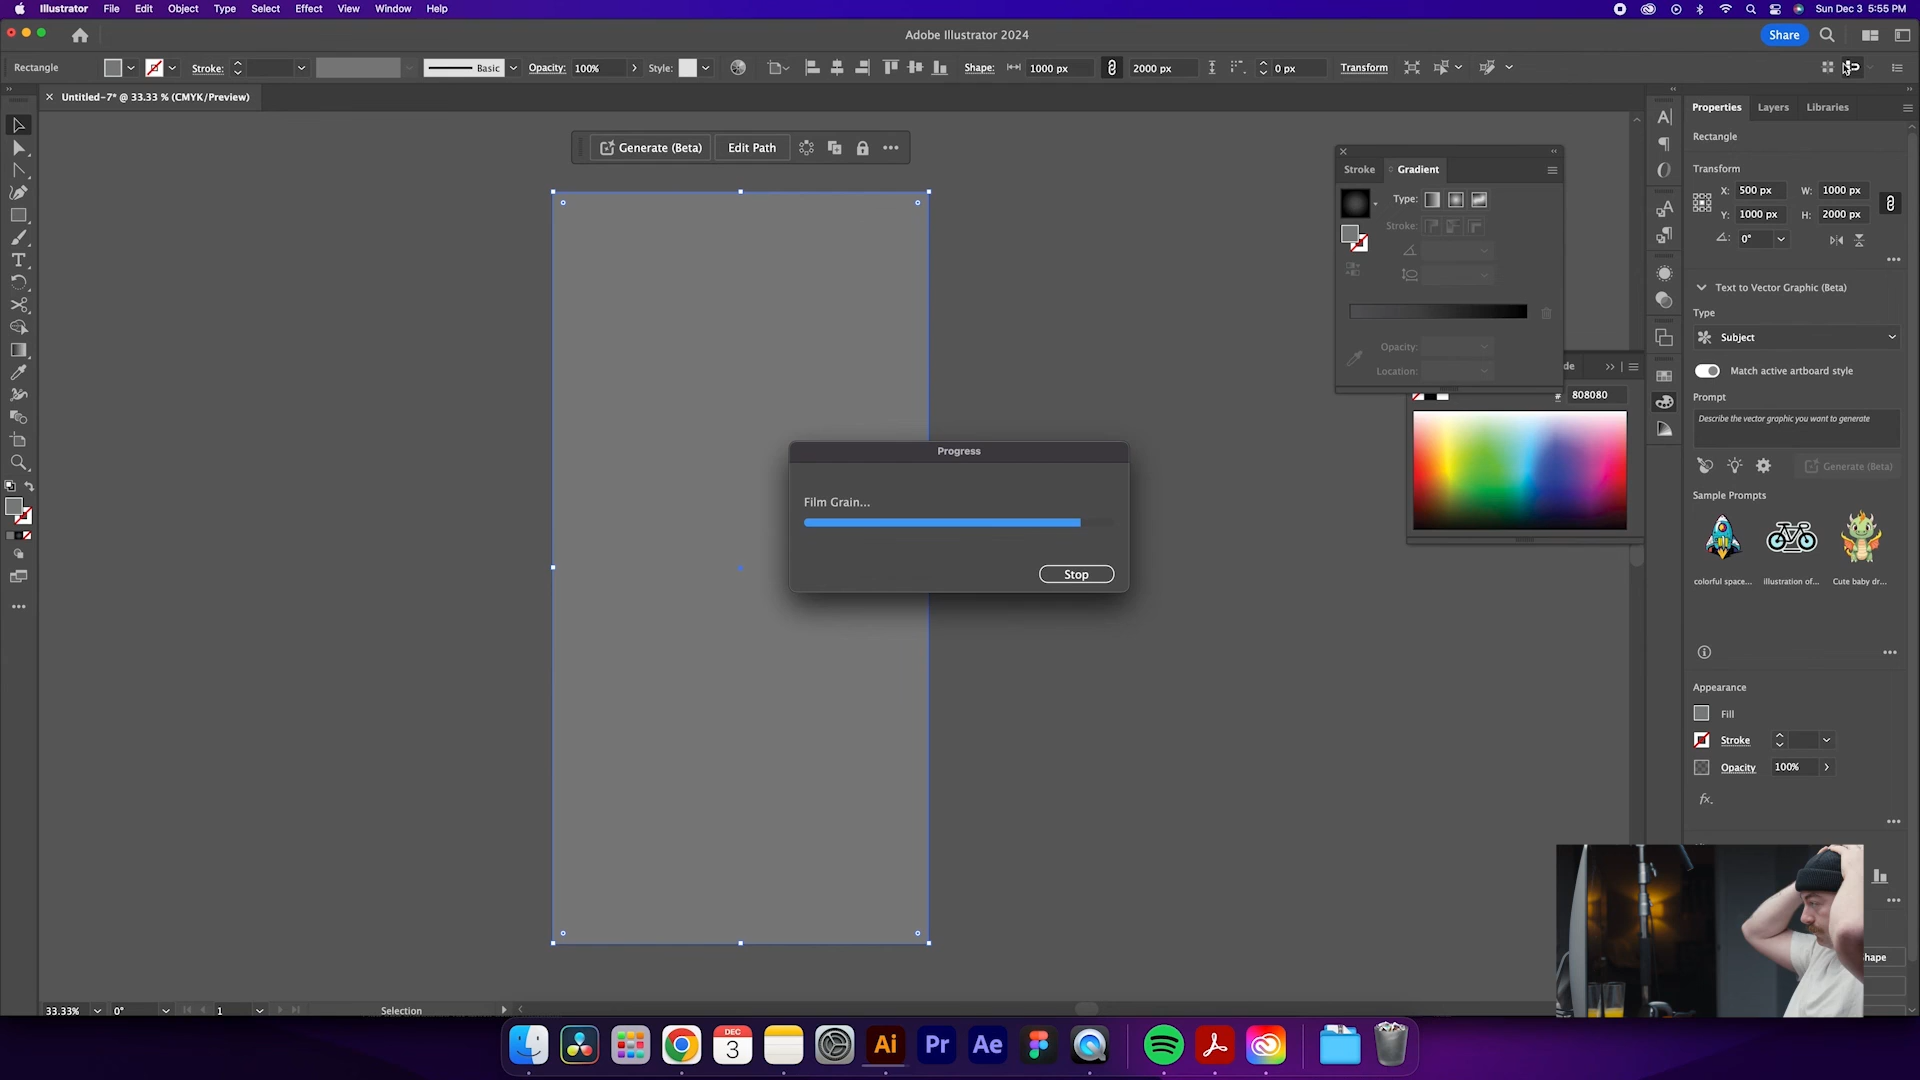 Illustrator File Edit Object Type Select Effect View Window Help
Sun Dec 3 5:55 PM
Adobe Illustrator 2024
Share
Rectangle
Stroke:
Basic
Opacity: 100%
Style:
Shape: 1000 px
2000 px
0 px
Transform
Untitled-7* @ 33.33 % (CMYK/Preview)
Generate (Beta)
Edit Path
Stroke
Gradient
Type:
Stroke:
Opacity:
Location:
# 808080
Properties Layers Libraries
Rectangle
Transform
X: 500 px W: 1000 px
Y: 1000 px H: 2000 px
0°
Text to Vector Graphic (Beta)
Type
Subject
Match active artboard style
Prompt
Describe the vector graphic you want to generate
Generate (Beta)
Sample Prompts
colorful space... Illustration of... Cute baby dr...
Appearance
Fill
Stroke
Opacity 100%
fx.
Progress
Film Grain...
Stop
33.33% 0° 1 Selection
DEC
3
Ai
Pr
Ae